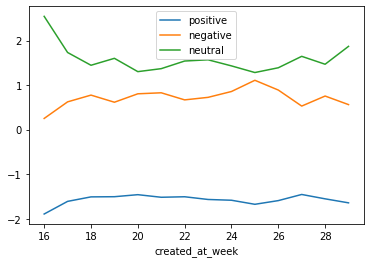 positive
negative
neutral
2
1
0
−1
−2
16 18 20 22 24 26 28
created_at_week